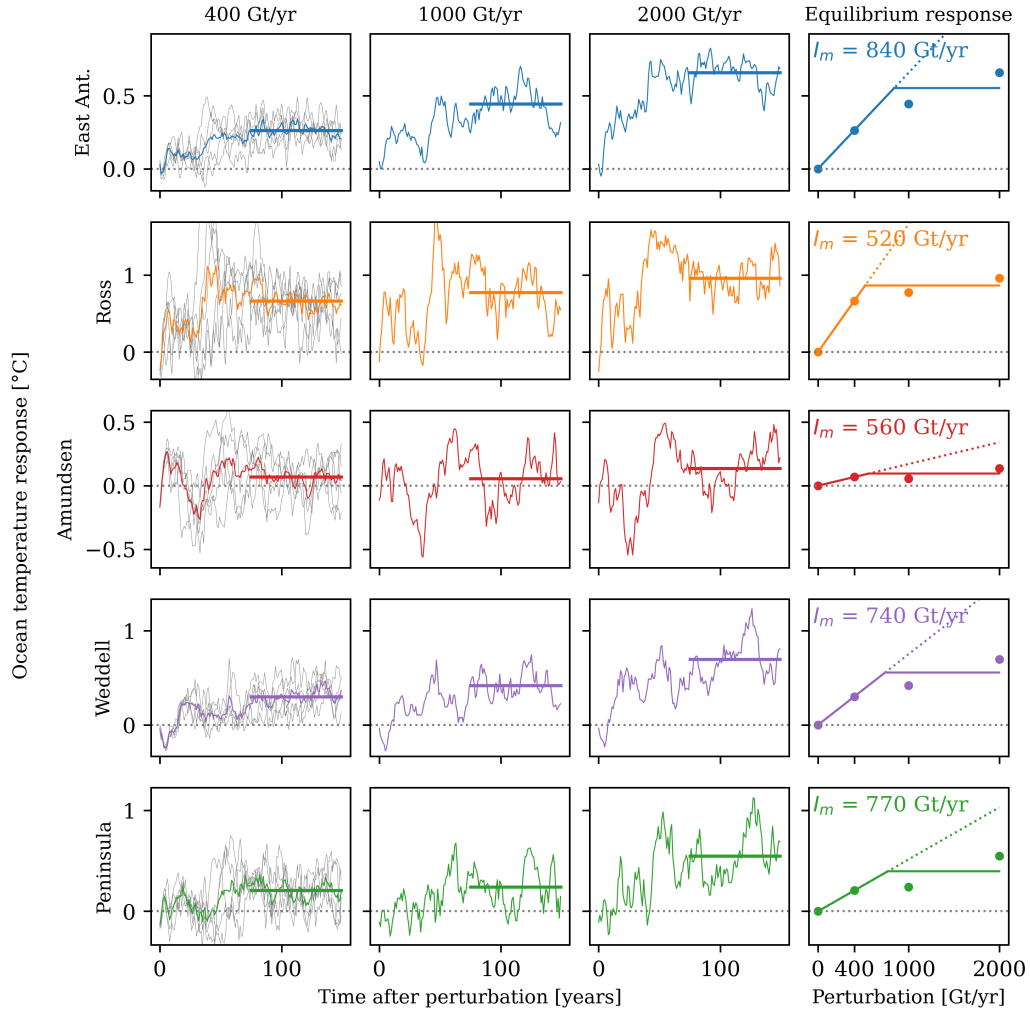 400 Gt/yr
1000 Gt/yr
2000 Gt/yr
Equilibrium response
Ocean temperature response [°C]
East Ant.
0.5
0.0
I_m = 840 Gt/yr
Ross
1
0
I_m = 520 Gt/yr
Amundsen
0.5
0.0
−0.5
I_m = 560 Gt/yr
Weddell
1
0
I_m = 740 Gt/yr
Peninsula
1
0
I_m = 770 Gt/yr
0
100
0
100
0
100
0
400
1000
2000
Time after perturbation [years]
Perturbation [Gt/yr]